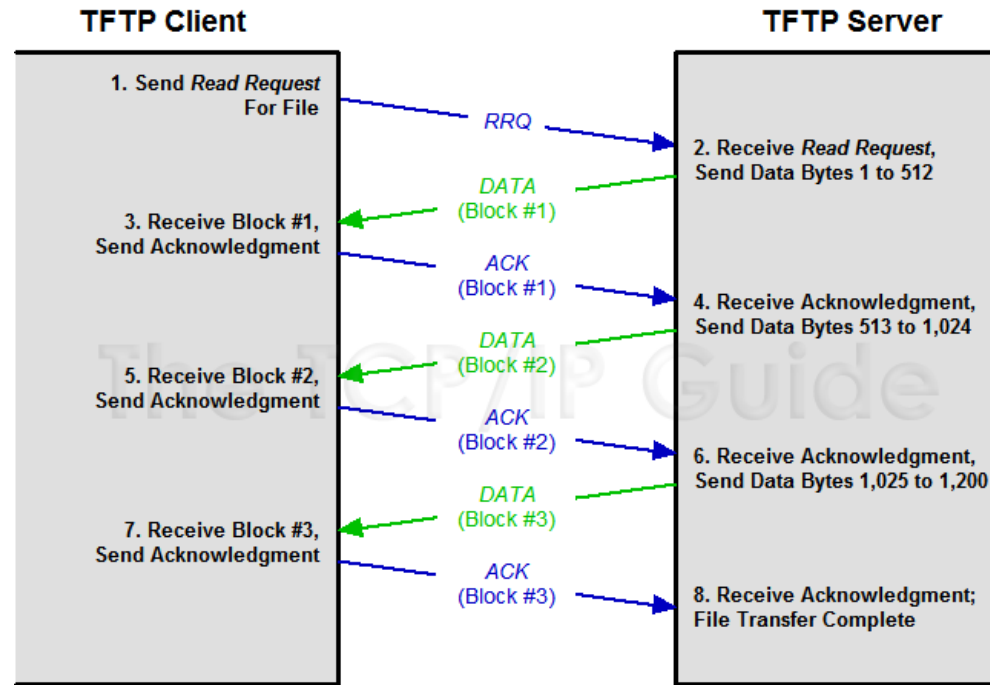 TFTP Client
TFTP Server
1. Send Read Request
For File
RRQ
2. Receive Read Request,
Send Data Bytes 1 to 512
DATA
(Block #1)
3. Receive Block #1,
Send Acknowledgment
ACK
(Block #1)
4. Receive Acknowledgment,
Send Data Bytes 513 to 1,024
DATA
(Block #2)
The TCP/IP Guide
5. Receive Block #2,
Send Acknowledgment
ACK
(Block #2)
6. Receive Acknowledgment,
Send Data Bytes 1,025 to 1,200
DATA
(Block #3)
7. Receive Block #3,
Send Acknowledgment
ACK
(Block #3)
8. Receive Acknowledgment;
File Transfer Complete